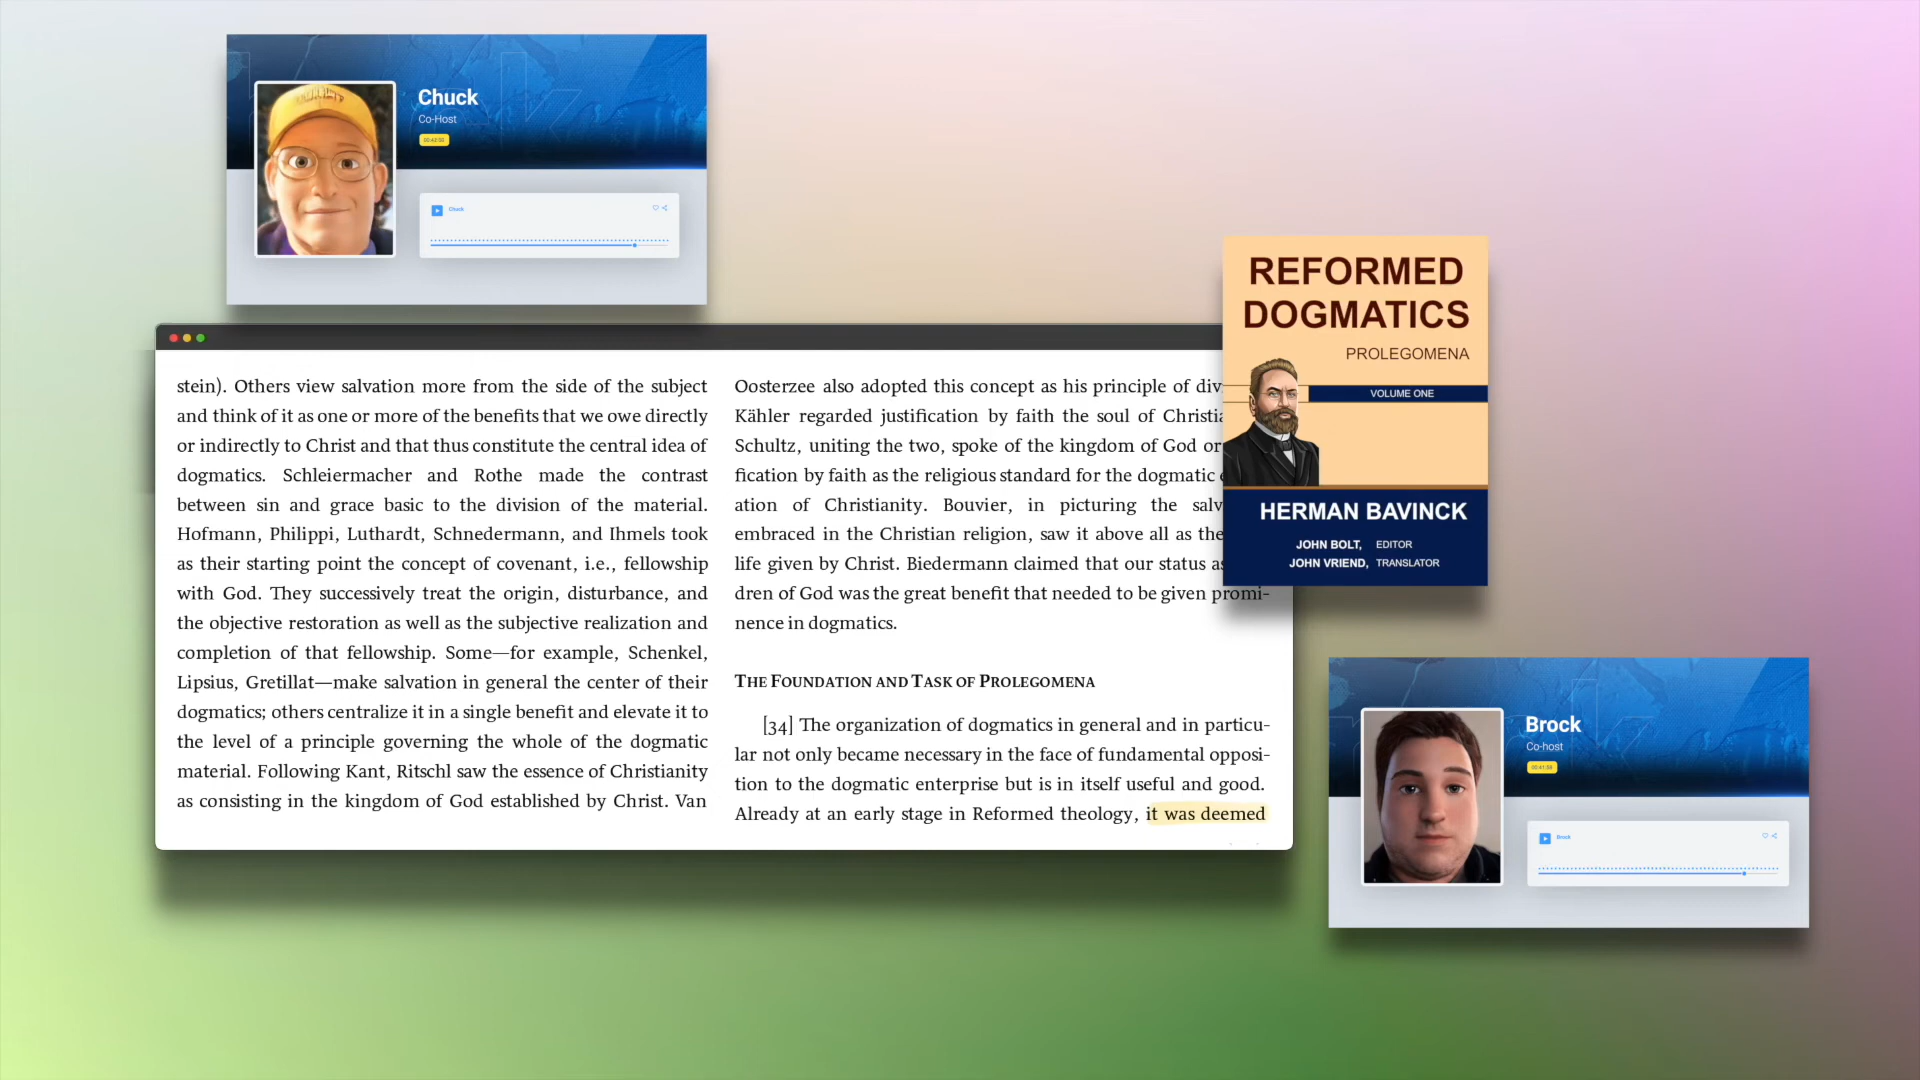 Chuck
Co-Host
Chuck
stein). Others view salvation more from the side of the subject
and think of it as one or more of the benefits that we owe directly
or indirectly to Christ and that thus constitute the central idea of
dogmatics. Schleiermacher and Rothe made the contrast
between sin and grace basic to the division of the material.
Hofmann, Philippi, Luthardt, Schnedermann, and Ihmels took
as their starting point the concept of covenant, i.e., fellowship
with God. They successively treat the origin, disturbance, and
the objective restoration as well as the subjective realization and
completion of that fellowship. Some—for example, Schenkel,
Lipsius, Gretillat—make salvation in general the center of their
dogmatics; others centralize it in a single benefit and elevate it to
the level of a principle governing the whole of the dogmatic
material. Following Kant, Ritschl saw the essence of Christianity
as consisting in the kingdom of God established by Christ. Van
Oosterzee also adopted this concept as his principle of div
Kähler regarded justification by faith the soul of Christia
Schultz, uniting the two, spoke of the kingdom of God or
fication by faith as the religious standard for the dogmatic
ation of Christianity. Bouvier, in picturing the salv
embraced in the Christian religion, saw it above all as the
life given by Christ. Biedermann claimed that our status as
dren of God was the great benefit that needed to be given promi-
nence in dogmatics.
THE FOUNDATION AND TASK OF PROLEGOMENA
[34] The organization of dogmatics in general and in particu-
lar not only became necessary in the face of fundamental opposi-
tion to the dogmatic enterprise but is in itself useful and good.
Already at an early stage in Reformed theology, it was deemed
REFORMED
DOGMATICS
PROLEGOMENA
VOLUME ONE
HERMAN BAVINCK
JOHN BOLT, EDITOR
JOHN VRIEND, TRANSLATOR
Brock
Co-host
Brock